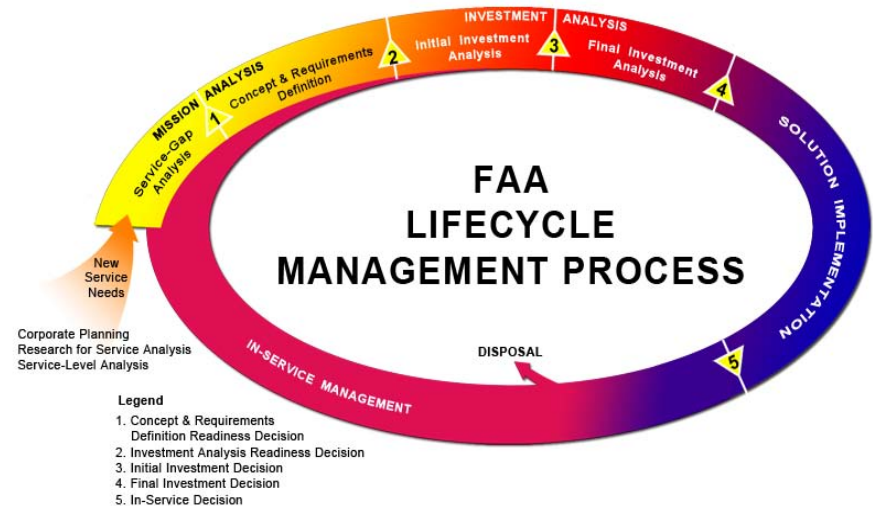 INVESTMENT ANALYSIS
Initial Investment
Analysis
Final Investment
Analysis
MISSION ANALYSIS
Concept & Requirements
Definition
Service-Gap
Analysis
1
2
3
4
5
SOLUTION IMPLEMENTATION
FAA
LIFECYCLE
MANAGEMENT PROCESS
New
Service
Needs
Corporate Planning
Research for Service Analysis
Service-Level Analysis
IN-SERVICE MANAGEMENT
DISPOSAL
Legend
1. Concept & Requirements
Definition Readiness Decision
2. Investment Analysis Readiness Decision
3. Initial Investment Decision
4. Final Investment Decision
5. In-Service Decision